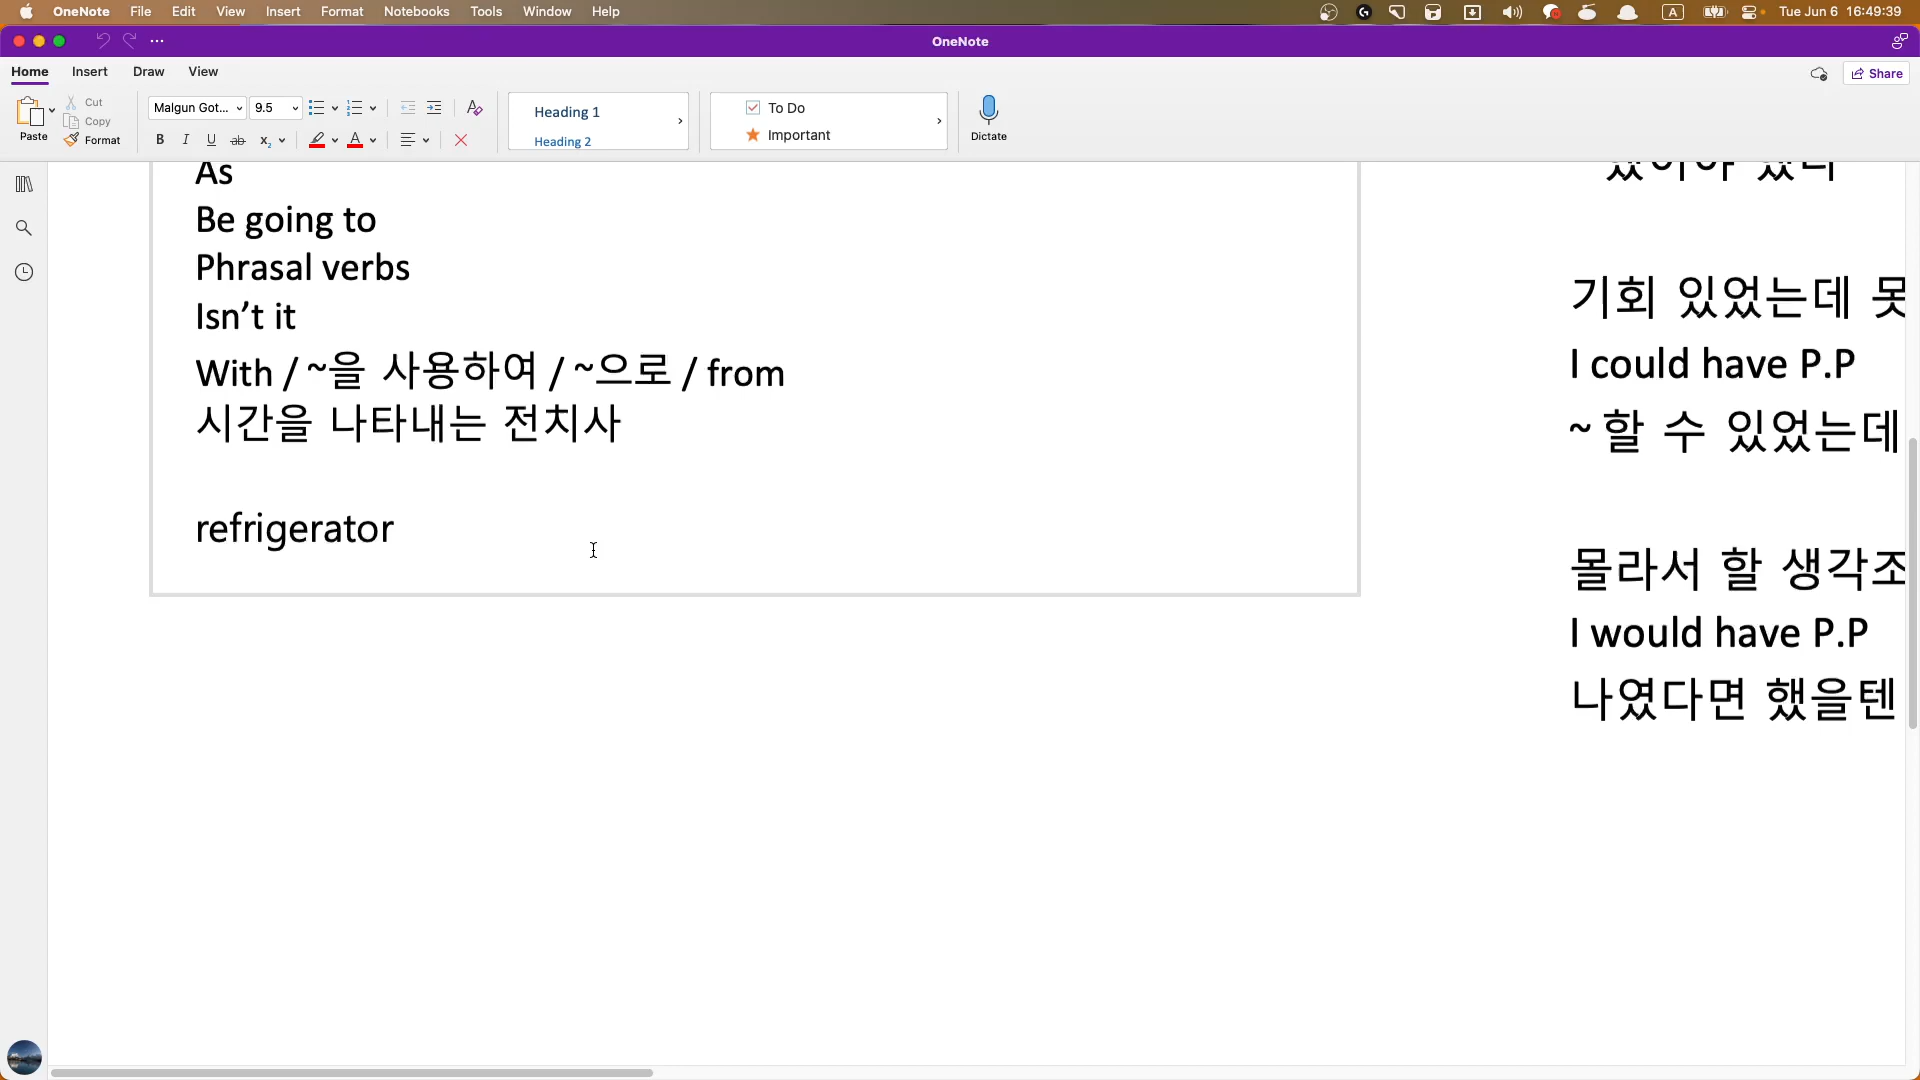 OneNote File Edit View Insert Format Notebooks Tools Window Help
A Tue Jun 6 16:49:39
OneNote
Home Insert Draw View
Share
Paste
Cut
Copy
Format
Malgun Got... 9.5
B I U ab x₂ A
Heading 1
Heading 2
To Do
Important
Dictate
As
Be going to
Phrasal verbs
Isn’t it
With / ~을 사용하여 / ~으로 / from
시간을 나타내는 전치사
refrigerator
기회 있었는데 못
I could have P.P
~ 할 수 있었는데
몰라서 할 생각조
I would have P.P
나였다면 했을텐